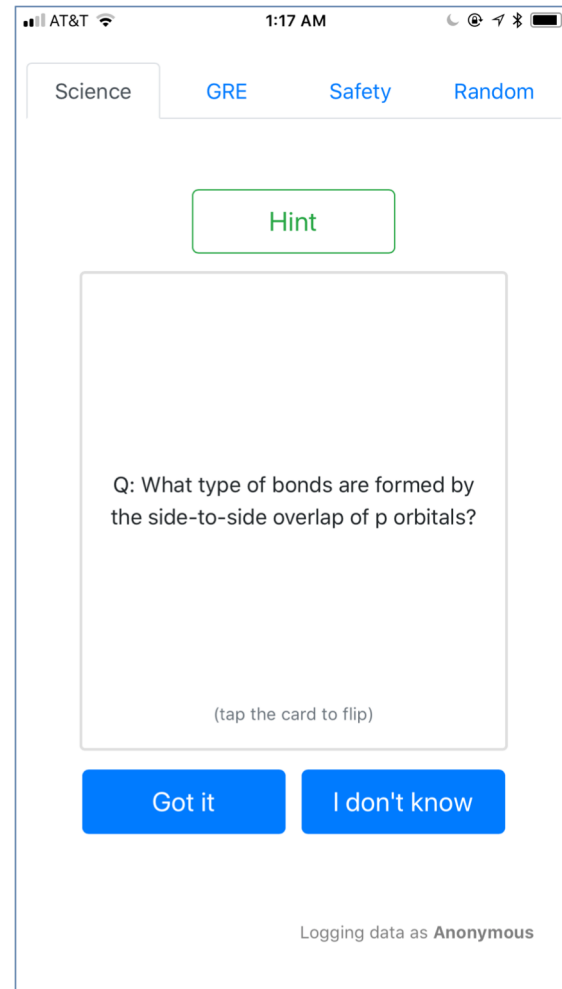 AT&T 1:17 AM
Science GRE Safety Random
Hint
Q: What type of bonds are formed by
the side-to-side overlap of p orbitals?
(tap the card to flip)
Got it I don't know
Logging data as Anonymous